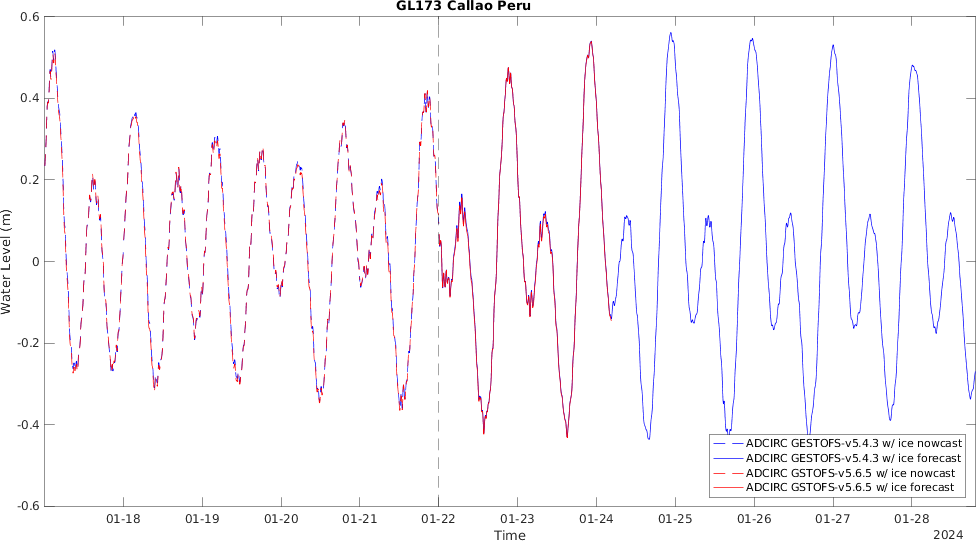 GL173 Callao Peru
Water Level (m)
0.6
0.4
0.2
0
-0.2
-0.4
-0.6
01-18
01-19
01-20
01-21
01-22
01-23
01-24
01-25
01-26
01-27
01-28
Time
2024
ADCIRC GESTOFS-v5.4.3 w/ ice nowcast
ADCIRC GESTOFS-v5.4.3 w/ ice forecast
ADCIRC GSTOFS-v5.6.5 w/ ice nowcast
ADCIRC GSTOFS-v5.6.5 w/ ice forecast